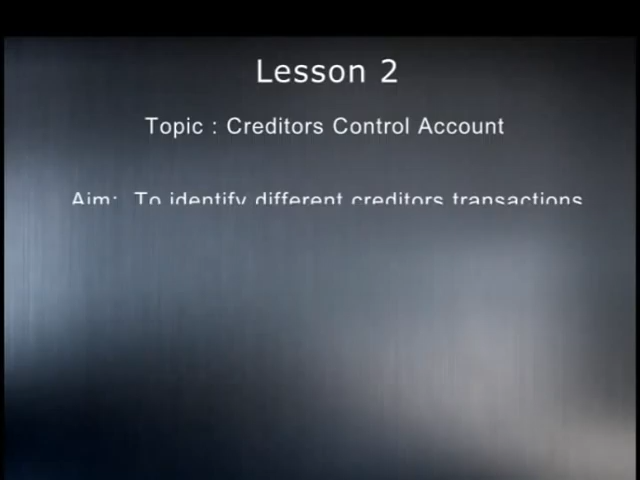 Lesson 2
Topic : Creditors Control Account
Aim: To identify different creditors transactions